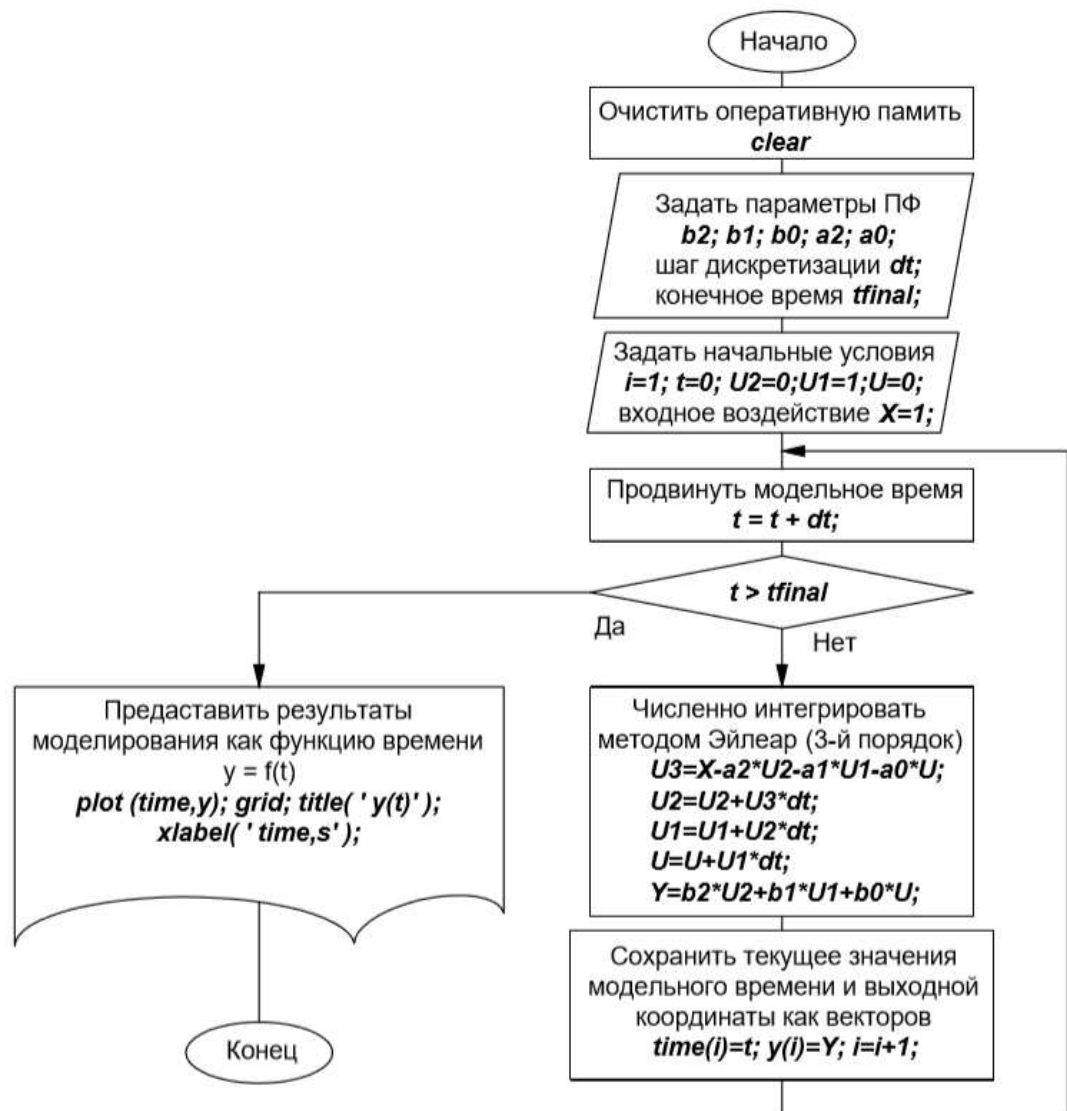 Начало
Очистить оперативную память
clear
Задать параметры ПФ
b2; b1; b0; a2; a0;
шаг дискретизации dt;
конечное время tfinal;
Задать начальные условия
i=1; t=0; U2=0;U1=1;U=0;
входное воздействие X=1;
Продвинуть модельное время
t = t + dt;
t > tfinal
Да
Нет
Предаставить результаты
моделирования как функцию времени
y = f(t)
plot (time,y); grid; title( ' y(t)' );
xlabel( ' time,s' );
Численно интегрировать
методом Эйлеар (3-й порядок)
U3=X-a2*U2-a1*U1-a0*U;
U2=U2+U3*dt;
U1=U1+U2*dt;
U=U+U1*dt;
Y=b2*U2+b1*U1+b0*U;
Сохранить текущее значения
модельного времени и выходной
координаты как векторов
time(i)=t; y(i)=Y; i=i+1;
Конец